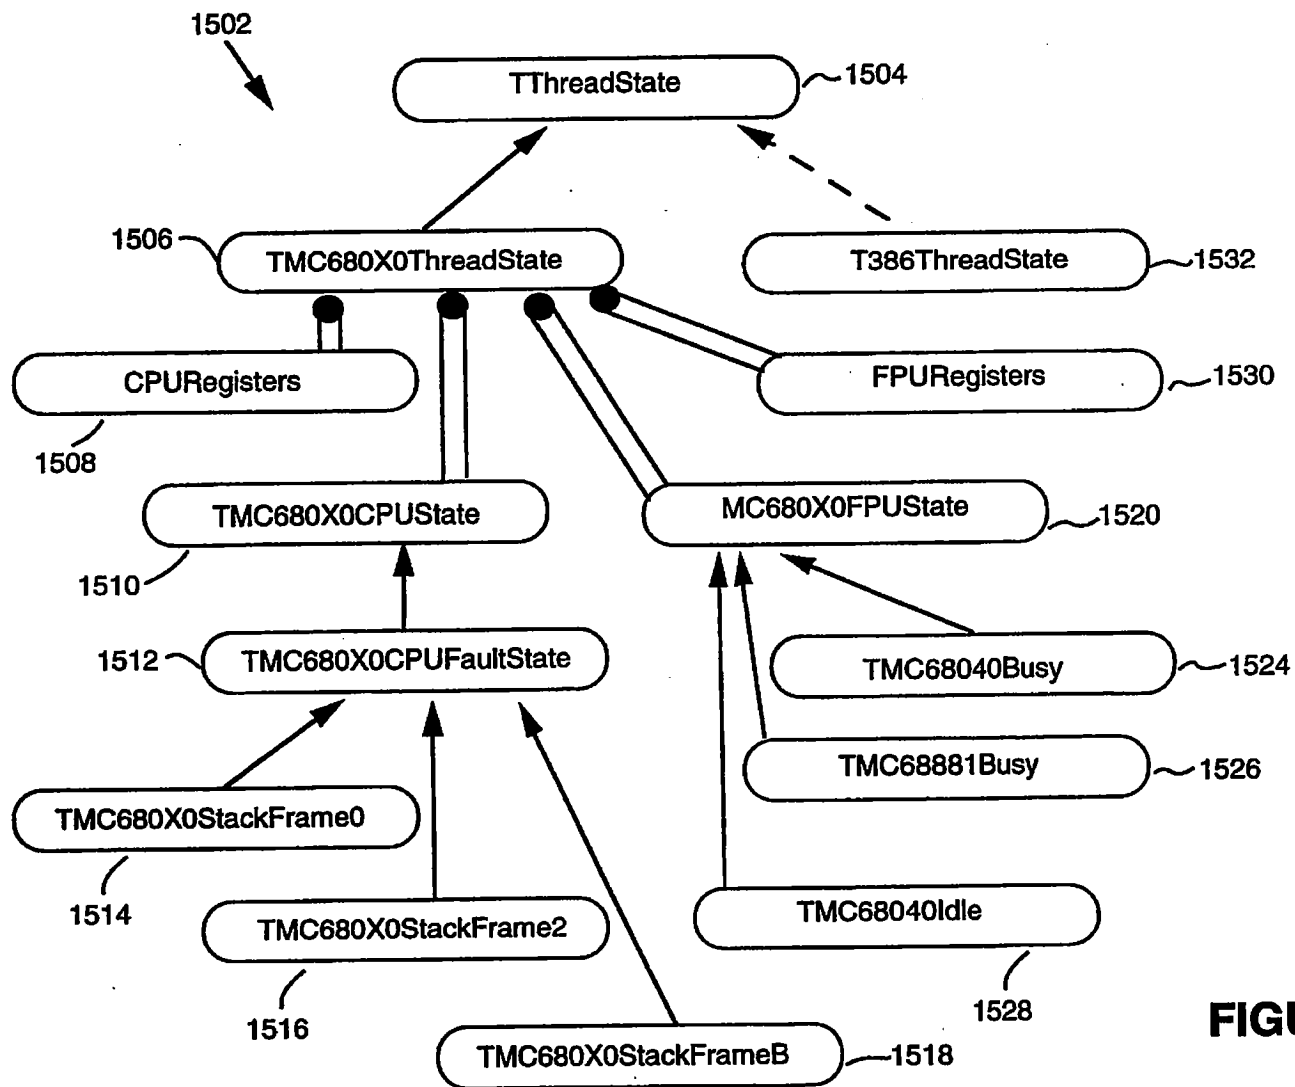 1502
TThreadState
1504
1506
TMC680X0ThreadState
T386ThreadState
1532
CPURegisters
FPURegisters
1530
1508
TMC680X0CPUState
MC680X0FPUState
1520
1510
1512
TMC680X0CPUFaultState
TMC68040Busy
1524
TMC68881Busy
1526
TMC680X0StackFrame0
1514
TMC680X0StackFrame2
TMC68040Idle
1516
1528
FIGU
TMC680X0StackFrameB
1518